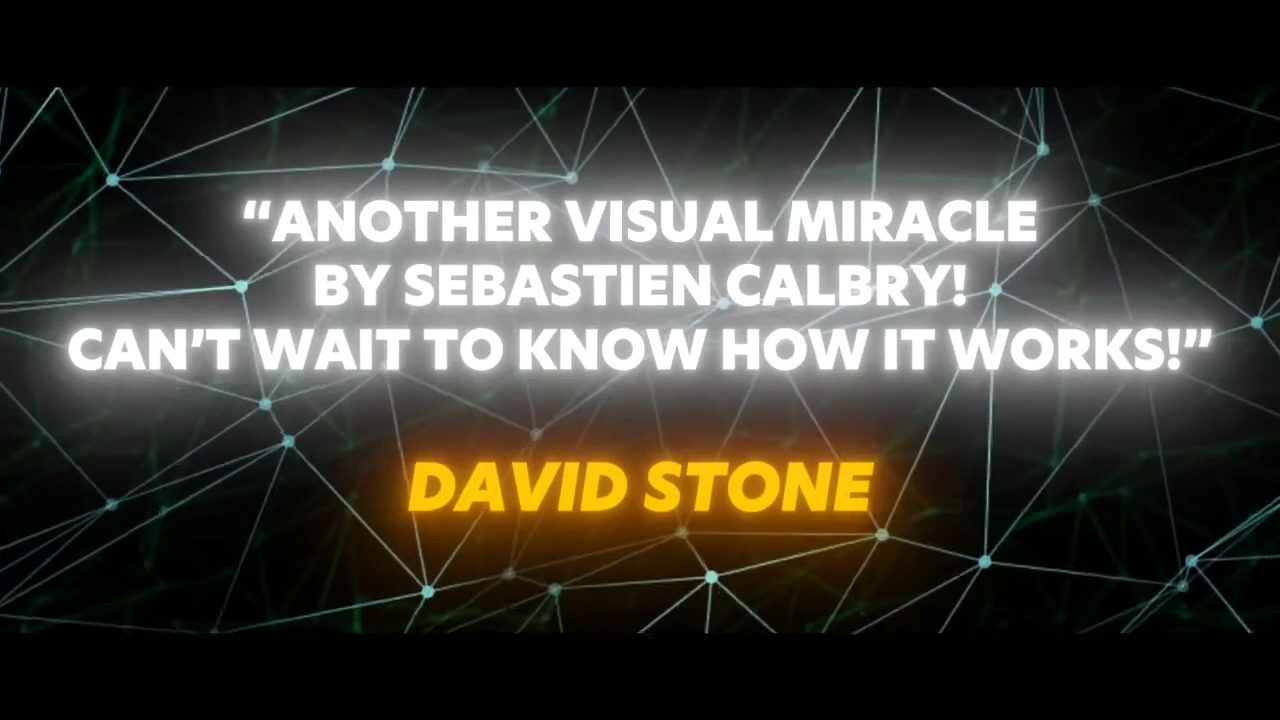 “ANOTHER VISUAL MIRACLE
BY SEBASTIEN CALBRY!
CAN’T WAIT TO KNOW HOW IT WORKS!”
DAVID STONE